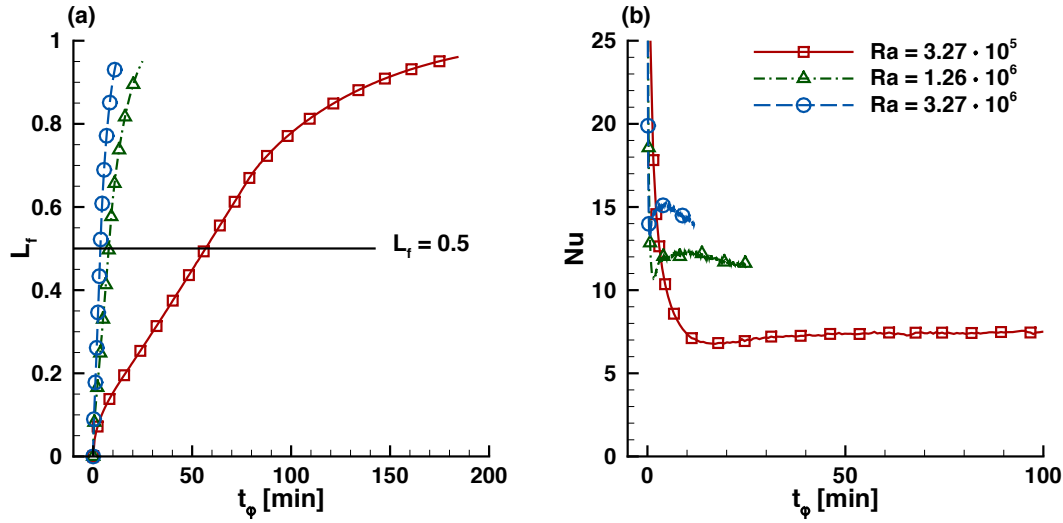 (a)
1
0.8
0.6
0.4
0.2
0
L_f
L_f = 0.5
0 50 100 150 200
t_φ [min]
(b)
25
20
15
10
5
0
Nu
Ra = 3.27 · 10^5
Ra = 1.26 · 10^6
Ra = 3.27 · 10^6
0 50 100
t_φ [min]